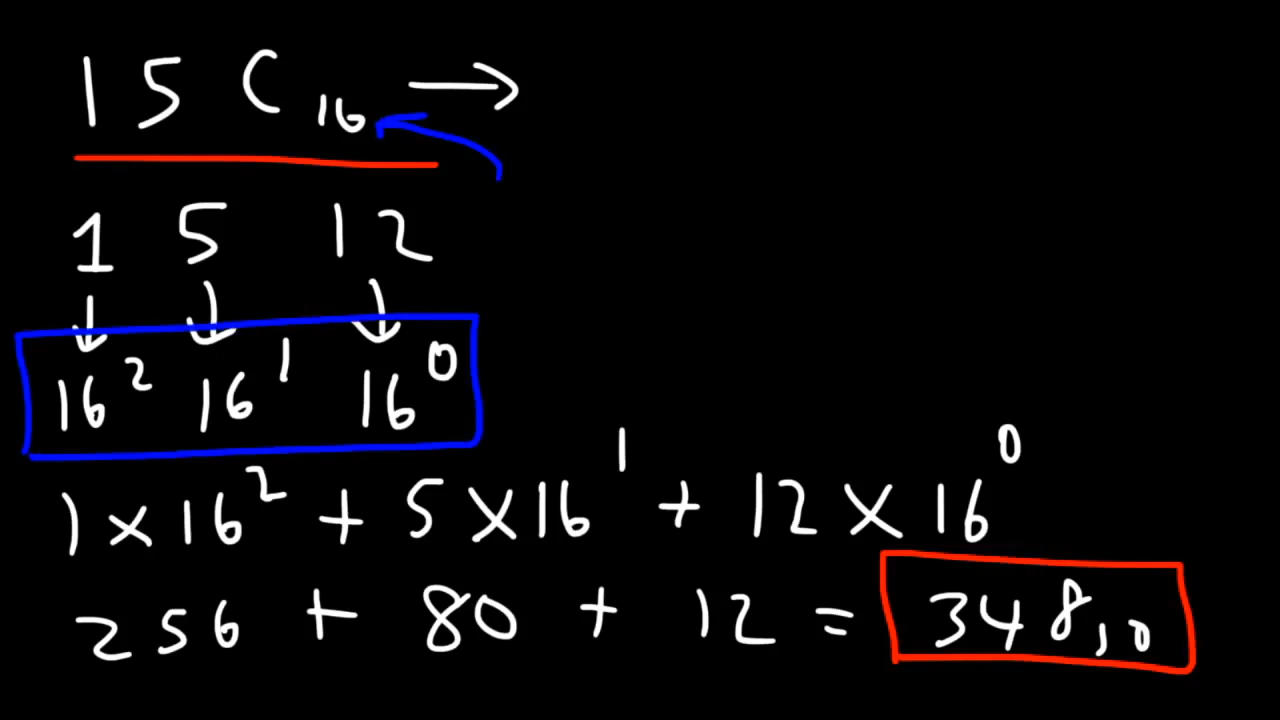 15C₁₆ →
1 5 12
↓ ↓ ↓
16² 16¹ 16⁰
1 × 16² + 5 × 16¹ + 12 × 16⁰
256 + 80 + 12 = 348₁₀